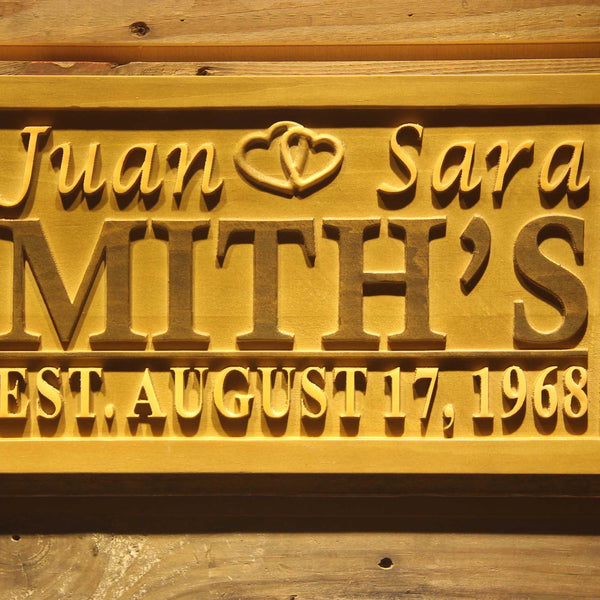 Juan Sara
MITH'S
EST. AUGUST 17, 1968